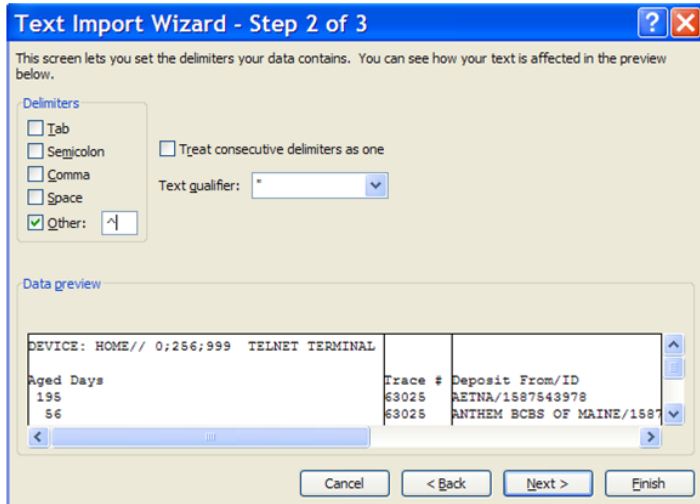 Text Import Wizard - Step 2 of 3
This screen lets you set the delimiters your data contains. You can see how your text is affected in the preview
below.
Delimiters
Tab
Semicolon
Comma
Space
Other: ^
Treat consecutive delimiters as one
Text qualifier: "
Data preview
DEVICE: HOME// 0;256;999 TELNET TERMINAL
Aged Days Trace # Deposit From/ID
195 63025 AETNA/1587543978
56 63025 ANTHEM BCBS OF MAINE/1587
Cancel < Back Next > Finish